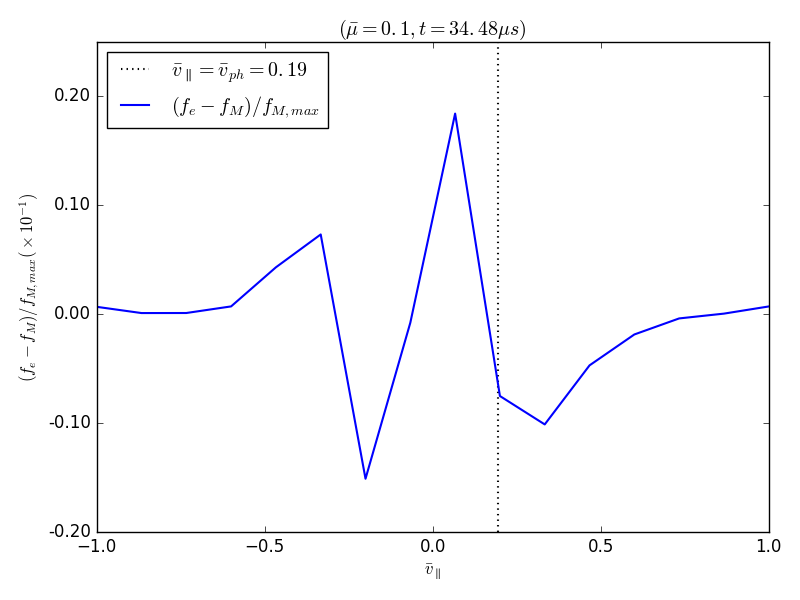 (μ̄ = 0.1, t = 34.48μs)
v̄∥ = v̄ph = 0.19
(fe − fM)/fM,max
0.20
0.10
0.00
-0.10
-0.20
(fe − fM)/fM,max(×10⁻¹)
−1.0 −0.5 0.0 0.5 1.0
v̄∥